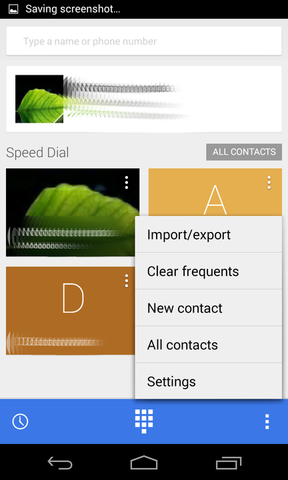 Saving screenshot...
Type a name or phone number
Speed Dial
ALL CONTACTS
A
D
Import/export
Clear frequents
New contact
All contacts
Settings